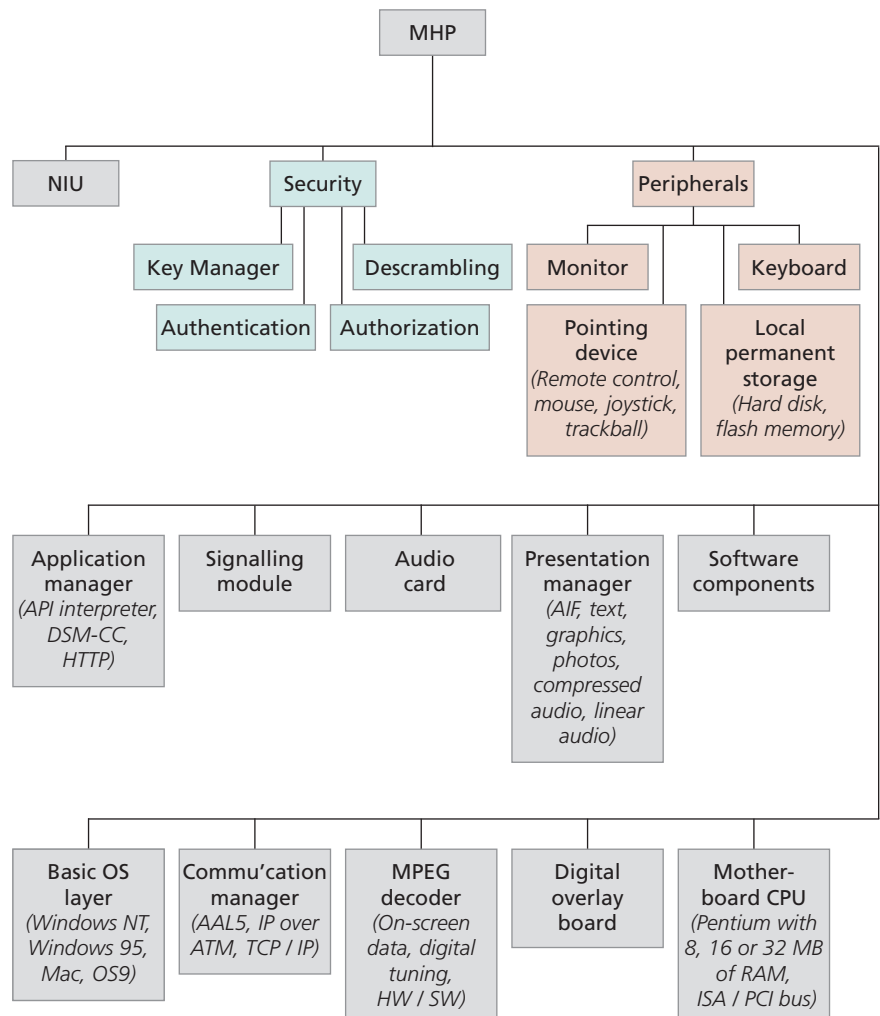 MHP
NIU
Security
Peripherals
Key Manager
Descrambling
Monitor
Keyboard
Authentication
Authorization
Pointing
device
(Remote control,
mouse, joystick,
trackball)
Local
permanent
storage
(Hard disk,
flash memory)
Application
manager
(API interpreter,
DSM-CC,
HTTP)
Signalling
module
Audio
card
Presentation
manager
(AIF, text,
graphics,
photos,
compressed
audio, linear
audio)
Software
components
Basic OS
layer
(Windows NT,
Windows 95,
Mac, OS9)
Commu'cation
manager
(AAL5, IP over
ATM, TCP / IP)
MPEG
decoder
(On-screen
data, digital
tuning,
HW / SW)
Digital
overlay
board
Mother-
board CPU
(Pentium with
8, 16 or 32 MB
of RAM,
ISA / PCI bus)